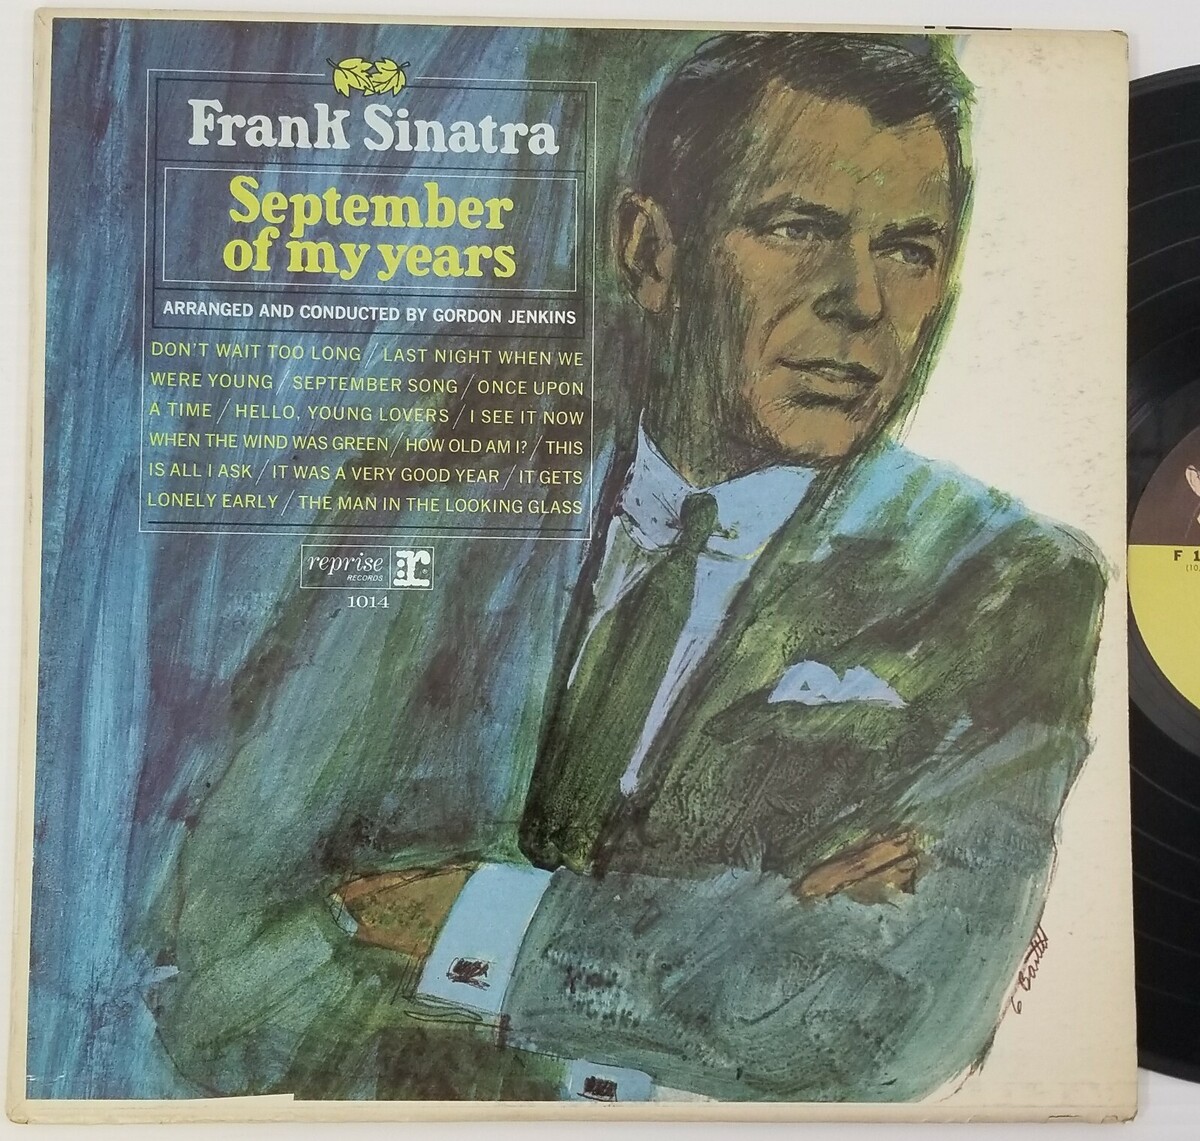 Frank Sinatra
September
of my years
ARRANGED AND CONDUCTED BY GORDON JENKINS
DON'T WAIT TOO LONG / LAST NIGHT WHEN WE
WERE YOUNG / SEPTEMBER SONG / ONCE UPON
A TIME / HELLO, YOUNG LOVERS / I SEE IT NOW
WHEN THE WIND WAS GREEN / HOW OLD AM I? / THIS
IS ALL I ASK / IT WAS A VERY GOOD YEAR / IT GETS
LONELY EARLY / THE MAN IN THE LOOKING GLASS
reprise
RECORDS
r
1014
F 1
(10,